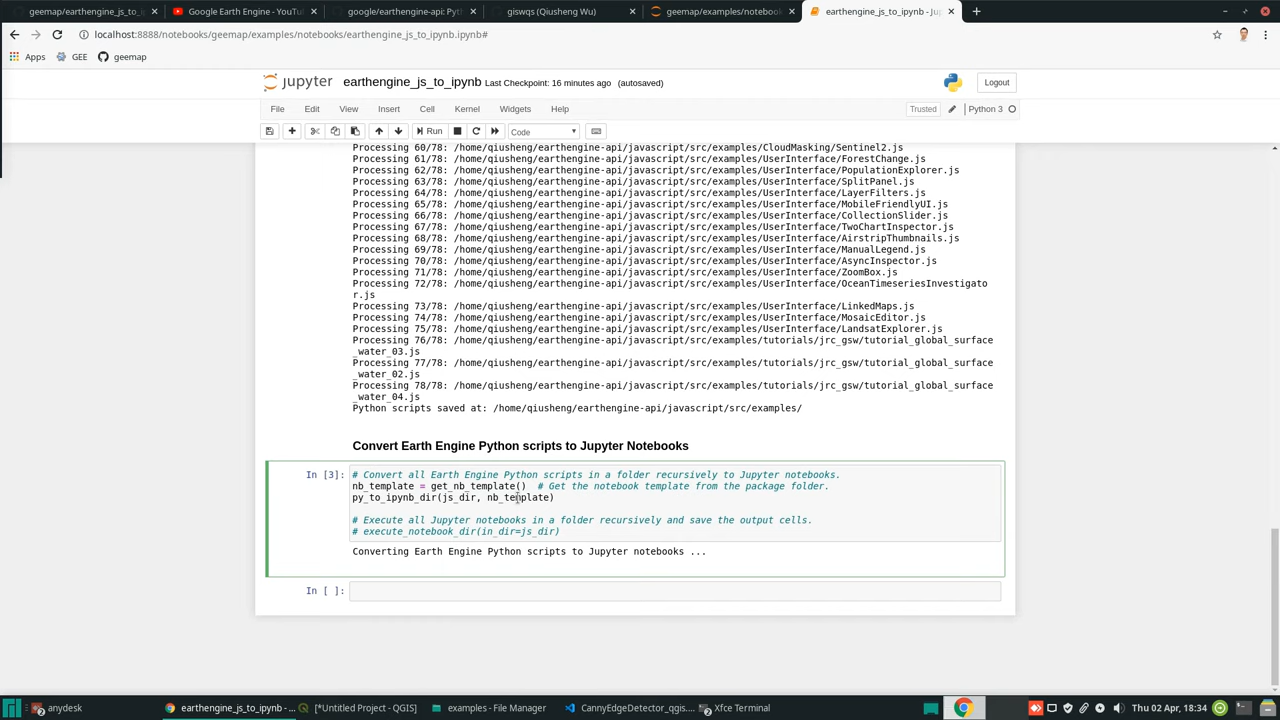 geemap/examples/javascript_to_i
Google Earth Engine - YouTu
google/earthengine-api: Pyt
giswqs (Qiusheng Wu)
geemap/examples/notebook
earthengine_js_to_ipynb - Jup
localhost:8888/notebooks/geemap/examples/notebooks/earthengine_js_to_ipynb.ipynb#
Apps GEE geemap
jupyter earthengine_js_to_ipynb Last Checkpoint: 16 minutes ago (autosaved) Logout
File Edit View Insert Cell Kernel Widgets Help Trusted Python 3
Run Code
Processing 60/78: /home/qiusheng/earthengine-api/javascript/src/examples/CloudMasking/Sentinel2.js
Processing 61/78: /home/qiusheng/earthengine-api/javascript/src/examples/UserInterface/ForestChange.js
Processing 62/78: /home/qiusheng/earthengine-api/javascript/src/examples/UserInterface/PopulationExplorer.js
Processing 63/78: /home/qiusheng/earthengine-api/javascript/src/examples/UserInterface/SplitPanel.js
Processing 64/78: /home/qiusheng/earthengine-api/javascript/src/examples/UserInterface/LayerFilters.js
Processing 65/78: /home/qiusheng/earthengine-api/javascript/src/examples/UserInterface/MobileFriendlyUI.js
Processing 66/78: /home/qiusheng/earthengine-api/javascript/src/examples/UserInterface/CollectionSlider.js
Processing 67/78: /home/qiusheng/earthengine-api/javascript/src/examples/UserInterface/TwoChartInspector.js
Processing 68/78: /home/qiusheng/earthengine-api/javascript/src/examples/UserInterface/AirstripThumbnails.js
Processing 69/78: /home/qiusheng/earthengine-api/javascript/src/examples/UserInterface/ManualLegend.js
Processing 70/78: /home/qiusheng/earthengine-api/javascript/src/examples/UserInterface/AsyncInspector.js
Processing 71/78: /home/qiusheng/earthengine-api/javascript/src/examples/UserInterface/ZoomBox.js
Processing 72/78: /home/qiusheng/earthengine-api/javascript/src/examples/UserInterface/OceanTimeseriesInvestigato
r.js
Processing 73/78: /home/qiusheng/earthengine-api/javascript/src/examples/UserInterface/LinkedMaps.js
Processing 74/78: /home/qiusheng/earthengine-api/javascript/src/examples/UserInterface/MosaicEditor.js
Processing 75/78: /home/qiusheng/earthengine-api/javascript/src/examples/UserInterface/LandsatExplorer.js
Processing 76/78: /home/qiusheng/earthengine-api/javascript/src/examples/tutorials/jrc_gsw/tutorial_global_surface
_water_03.js
Processing 77/78: /home/qiusheng/earthengine-api/javascript/src/examples/tutorials/jrc_gsw/tutorial_global_surface
_water_02.js
Processing 78/78: /home/qiusheng/earthengine-api/javascript/src/examples/tutorials/jrc_gsw/tutorial_global_surface
_water_04.js
Python scripts saved at: /home/qiusheng/earthengine-api/javascript/src/examples/
Convert Earth Engine Python scripts to Jupyter Notebooks
In [3]: # Convert all Earth Engine Python scripts in a folder recursively to Jupyter notebooks.
nb_template = get_nb_template() # Get the notebook template from the package folder.
py_to_ipynb_dir(js_dir, nb_template)
# Execute all Jupyter notebooks in a folder recursively and save the output cells.
# execute_notebook_dir(in_dir=js_dir)
Converting Earth Engine Python scripts to Jupyter notebooks ...
In [ ]:
anydesk
earthengine_js_to_ipynb - ...
[*Untitled Project - QGIS]
examples - File Manager
CannyEdgeDetector_qgis....
Xfce Terminal
Thu 02 Apr, 18:34